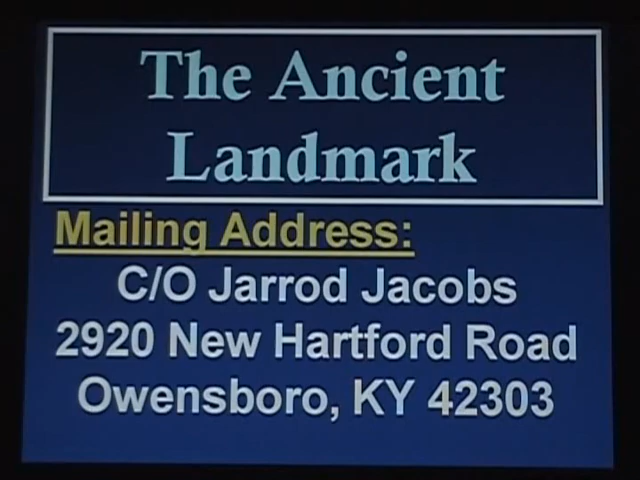 The Ancient
Landmark
Mailing Address:
C/O Jarrod Jacobs
2920 New Hartford Road
Owensboro, KY 42303